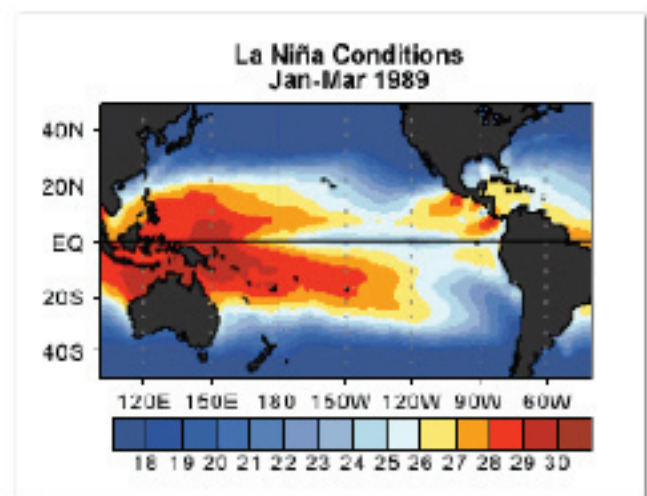 La Niña Conditions
Jan-Mar 1989
40N
20N
EQ
20S
40S
120E 150E 180 150W 120W 90W 60W
18 19 20 21 22 23 24 25 26 27 28 29 30